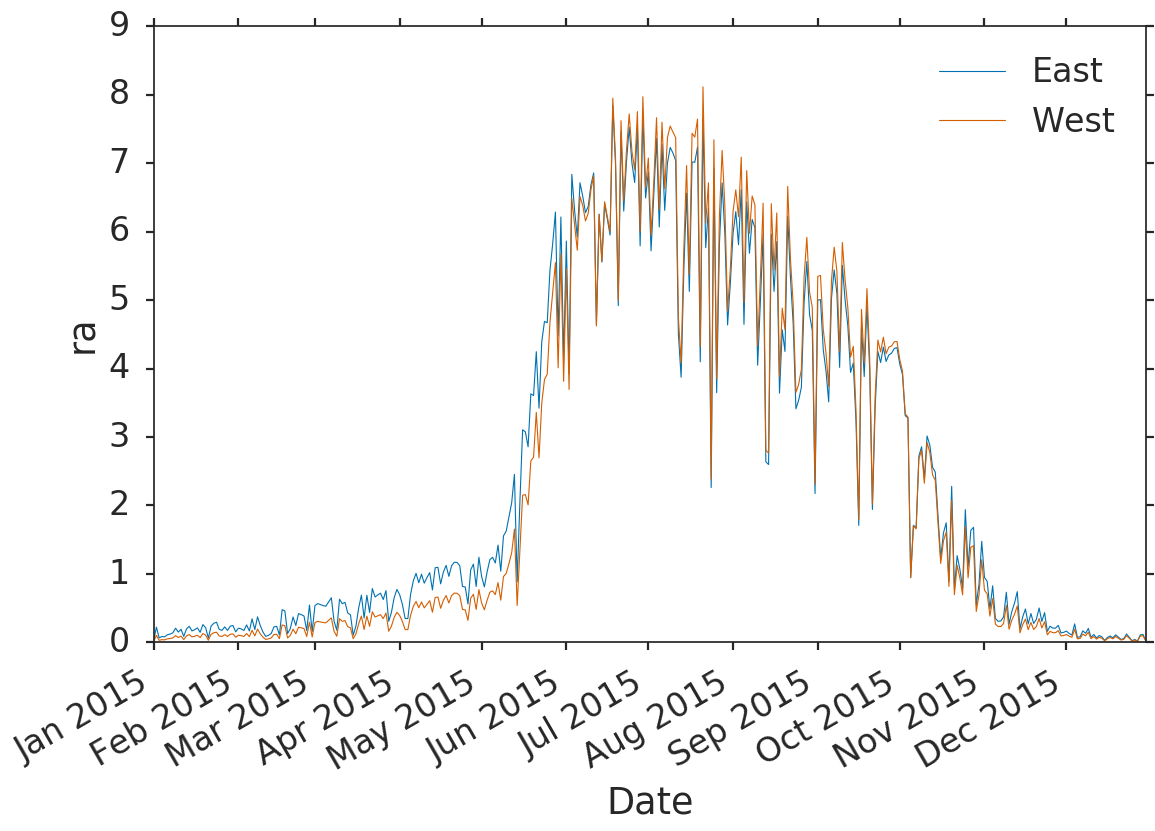 9
8
7
6
5
4
3
2
1
0
ra
East
West
Jan 2015
Feb 2015
Mar 2015
Apr 2015
May 2015
Jun 2015
Jul 2015
Aug 2015
Sep 2015
Oct 2015
Nov 2015
Dec 2015
Date